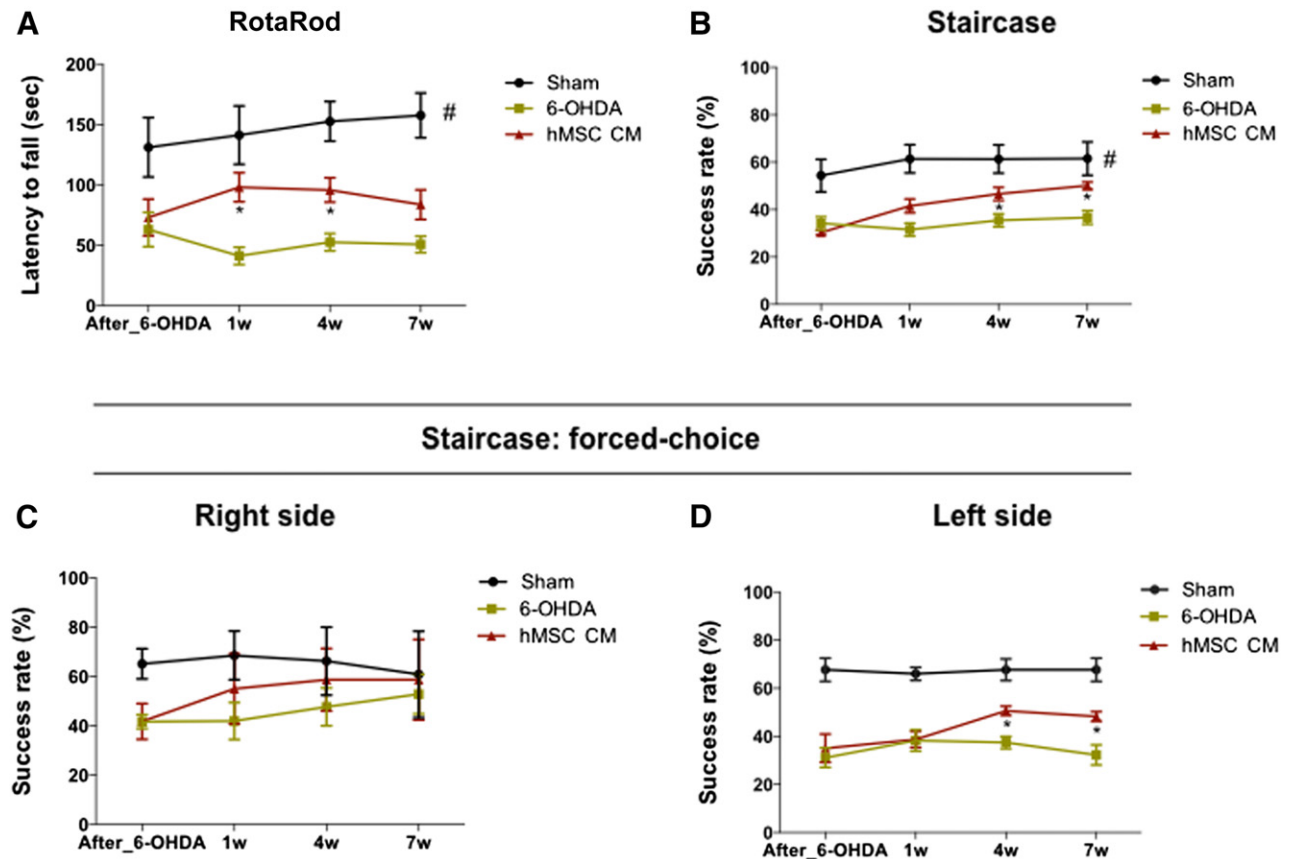 A
RotaRod
Latency to fall (sec)
200
150
100
50
0
#
*
*
After_6-OHDA 1w 4w 7w
Sham
6-OHDA
hMSC CM
B
Staircase
Success rate (%)
100
80
60
40
20
0
#
*
*
After_6-OHDA 1w 4w 7w
Sham
6-OHDA
hMSC CM
Staircase: forced-choice
C
Right side
Success rate (%)
100
80
60
40
20
0
After_6-OHDA 1w 4w 7w
Sham
6-OHDA
hMSC CM
D
Left side
Success rate (%)
100
80
60
40
20
0
*
*
After_6-OHDA 1w 4w 7w
Sham
6-OHDA
hMSC CM